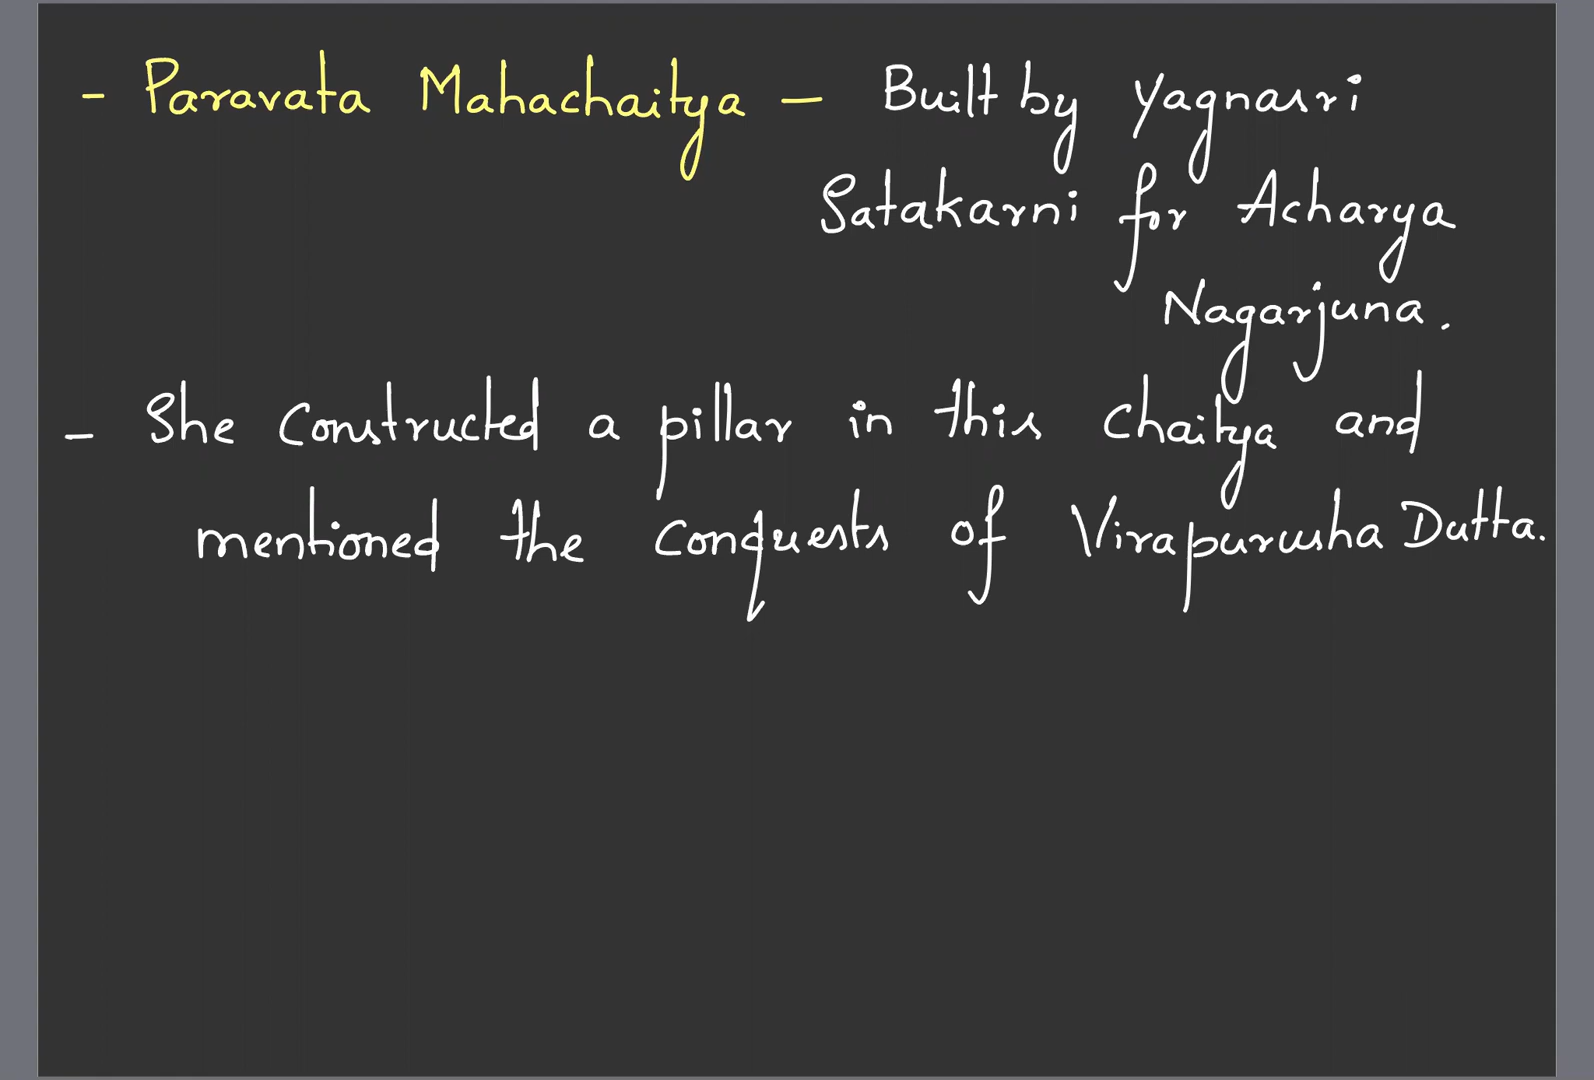 - Paravata Mahachaitya - Built by Yagnasri
Satakarni for Acharya
Nagarjuna.
- She constructed a pillar in this chaitya and
mentioned the conquests of Virapurusha Datta.